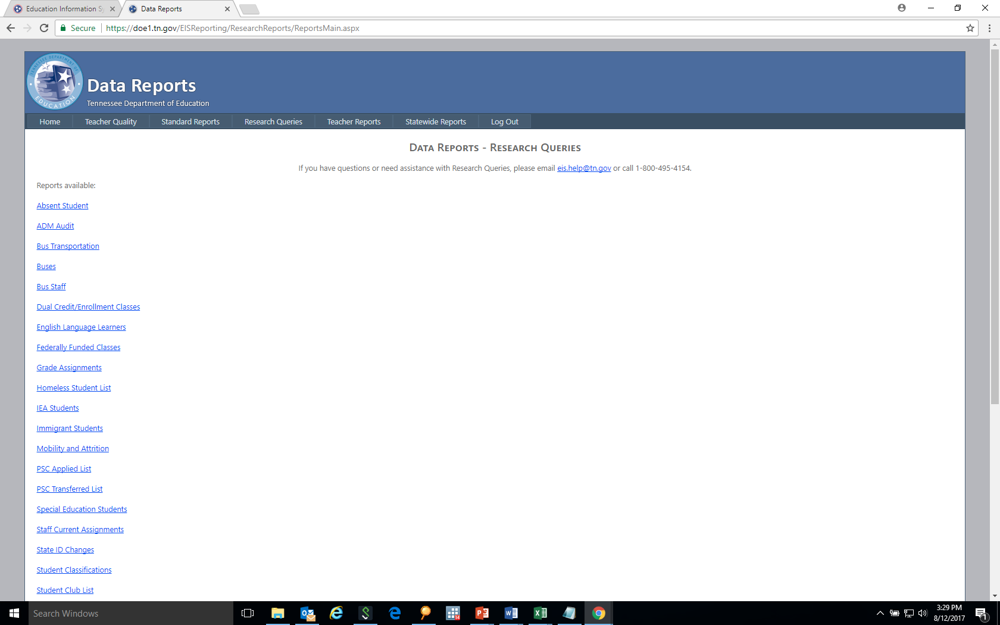 Education Information Sy
Data Reports
Secure
https://doe1.tn.gov/EISReporting/ResearchReports/ReportsMain.aspx
TENNESSEE DEPARTMENT OF
EDUCATION
Data Reports
Tennessee Department of Education
Home Teacher Quality Standard Reports Research Queries Teacher Reports Statewide Reports Log Out
Data Reports - Research Queries
If you have questions or need assistance with Research Queries, please email eis.help@tn.gov or call 1-800-495-4154.
Reports available:
Absent Student
ADM Audit
Bus Transportation
Buses
Bus Staff
Dual Credit/Enrollment Classes
English Language Learners
Federally Funded Classes
Grade Assignments
Homeless Student List
IEA Students
Immigrant Students
Mobility and Attrition
PSC Applied List
PSC Transferred List
Special Education Students
Staff Current Assignments
State ID Changes
Student Classifications
Student Club List
Search Windows
3:29 PM
8/12/2017
1